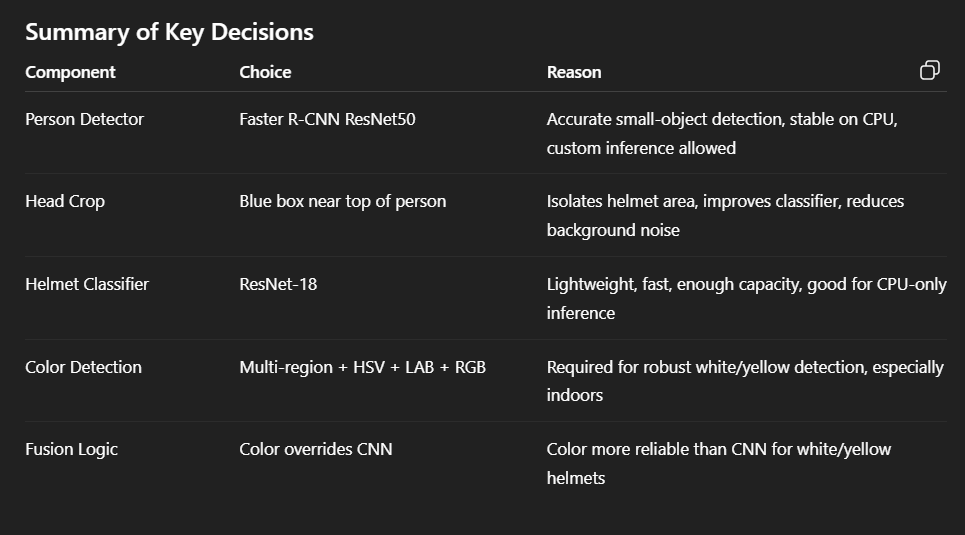 Summary of Key Decisions
Component Choice Reason
Person Detector Faster R-CNN ResNet50 Accurate small-object detection, stable on CPU,
custom inference allowed
Head Crop Blue box near top of person Isolates helmet area, improves classifier, reduces
background noise
Helmet Classifier ResNet-18 Lightweight, fast, enough capacity, good for CPU-only
inference
Color Detection Multi-region + HSV + LAB + RGB Required for robust white/yellow detection, especially
indoors
Fusion Logic Color overrides CNN Color more reliable than CNN for white/yellow
helmets